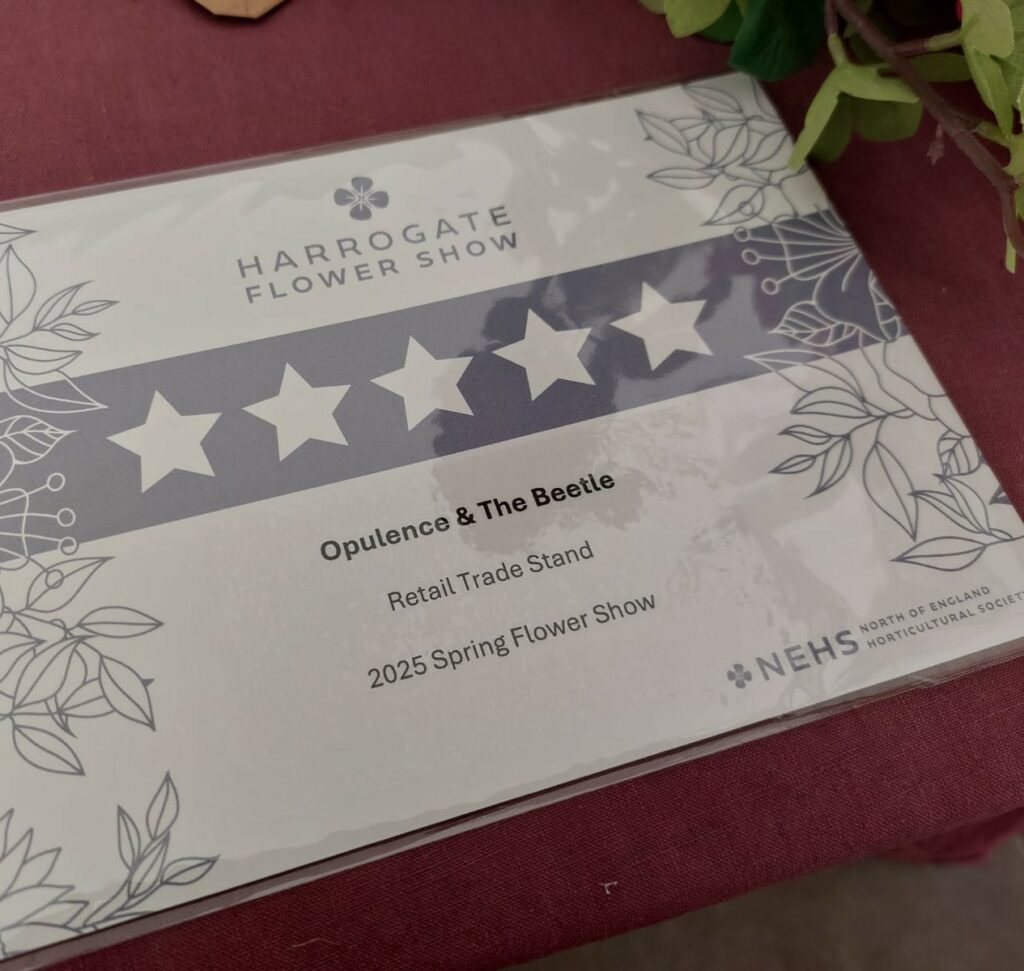 HARROGATE
FLOWER SHOW
Opulence & The Beetle
Retail Trade Stand
2025 Spring Flower Show
NEHS
NORTH OF ENGLAND
HORTICULTURAL SOCIETY